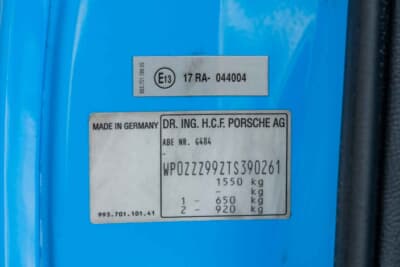 E13 17 RA- 044004
MADE IN GERMANY
DR. ING. H.C.F. PORSCHE AG
ABE NR. G484
-
WP0ZZZ99ZTS390261
1550 kg
- kg
1 - 650 kg
2 - 920 kg
993.701.101.41